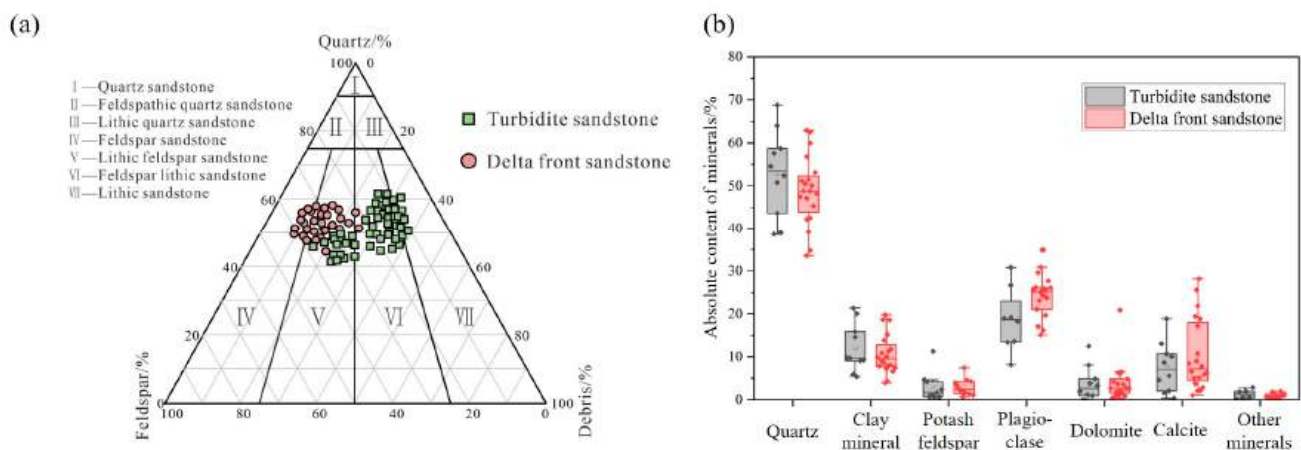 (a)
Quartz/%
100 0
Ⅰ—Quartz sandstone
Ⅱ—Feldspathic quartz sandstone
Ⅲ—Lithic quartz sandstone
Ⅳ—Feldspar sandstone
Ⅴ—Lithic feldspar sandstone
Ⅵ—Feldspar lithic sandstone
Ⅶ—Lithic sandstone
Turbidite sandstone
Delta front sandstone
Ⅰ
80 Ⅱ Ⅲ 20
60 40
40 60
Ⅳ Ⅴ Ⅵ Ⅶ
20 80
0 100
Feldspar/%
Debris/%
100 80 60 40 20 0
(b)
Absolute content of minerals/%
80
70
60
50
40
30
20
10
0
Turbidite sandstone
Delta front sandstone
Quartz
Clay
mineral
Potash
feldspar
Plagio-
clase
Dolomite
Calcite
Other
minerals